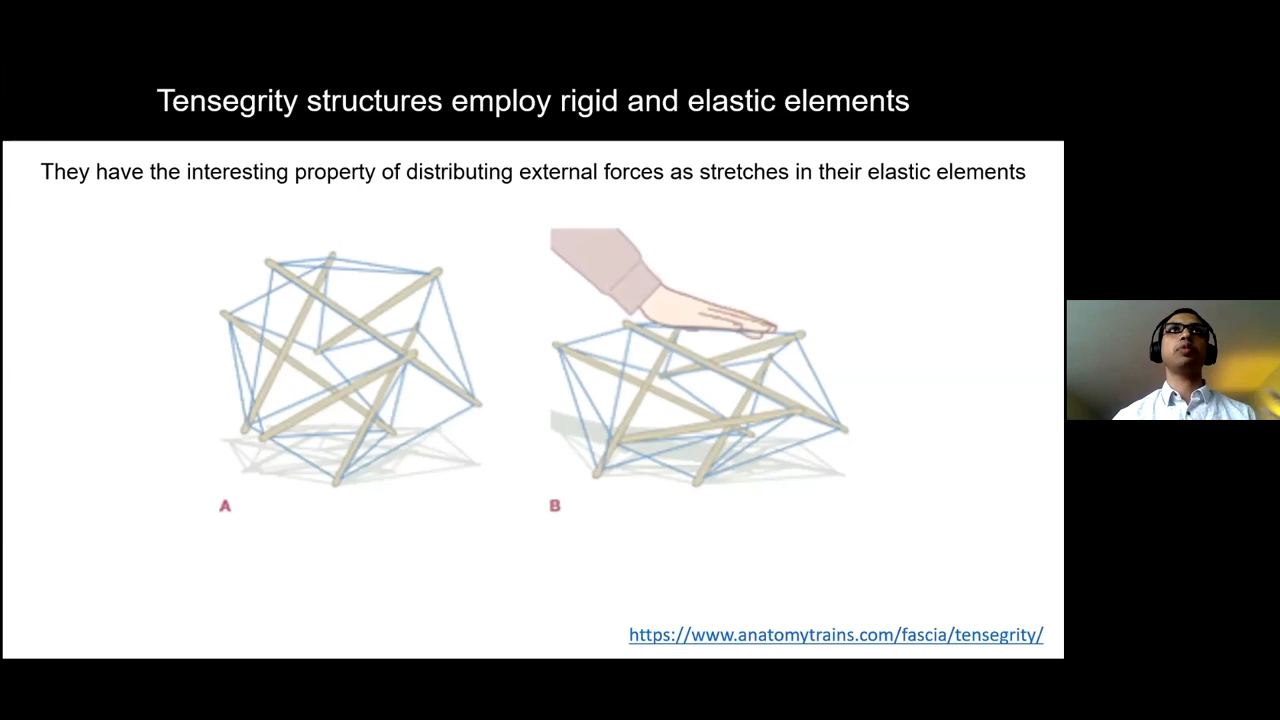 Tensegrity structures employ rigid and elastic elements
They have the interesting property of distributing external forces as stretches in their elastic elements
A
B
https://www.anatomytrains.com/fascia/tensegrity/